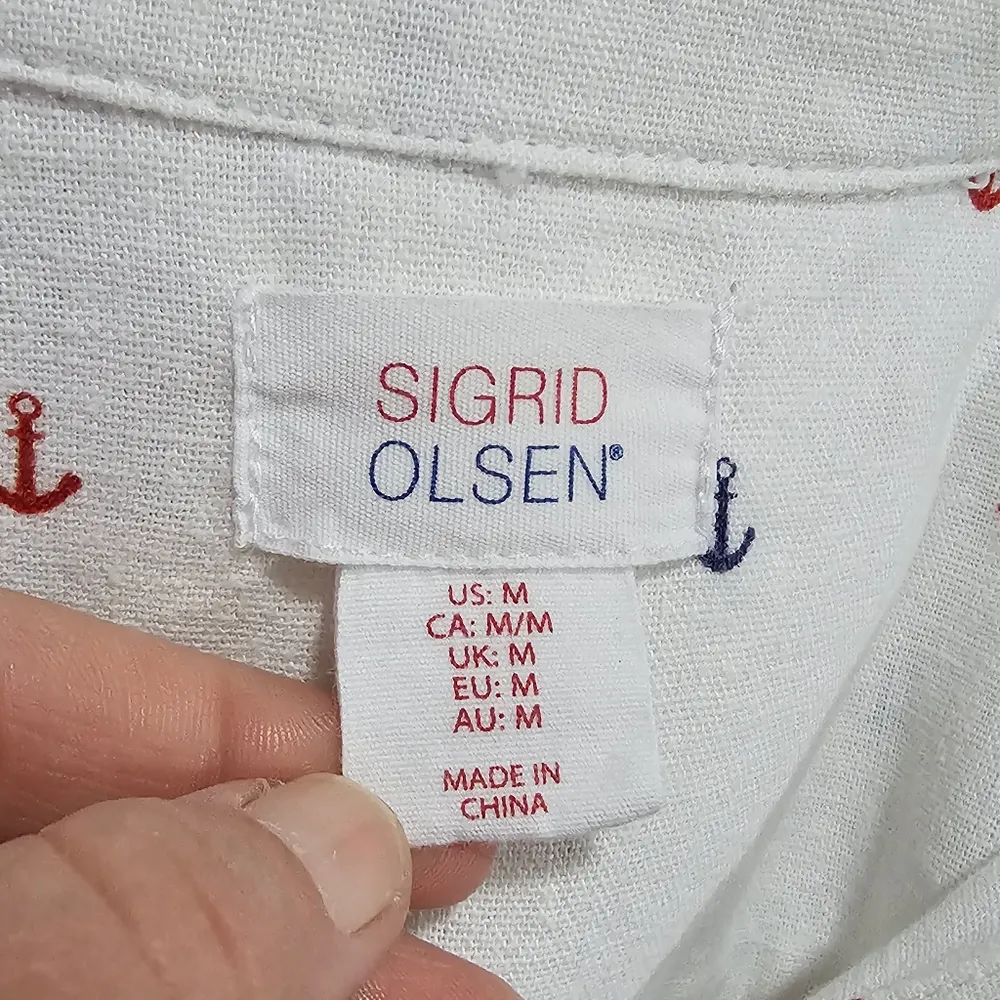 SIGRID
OLSEN®
US: M
CA: M/M
UK: M
EU: M
AU: M
MADE IN
CHINA